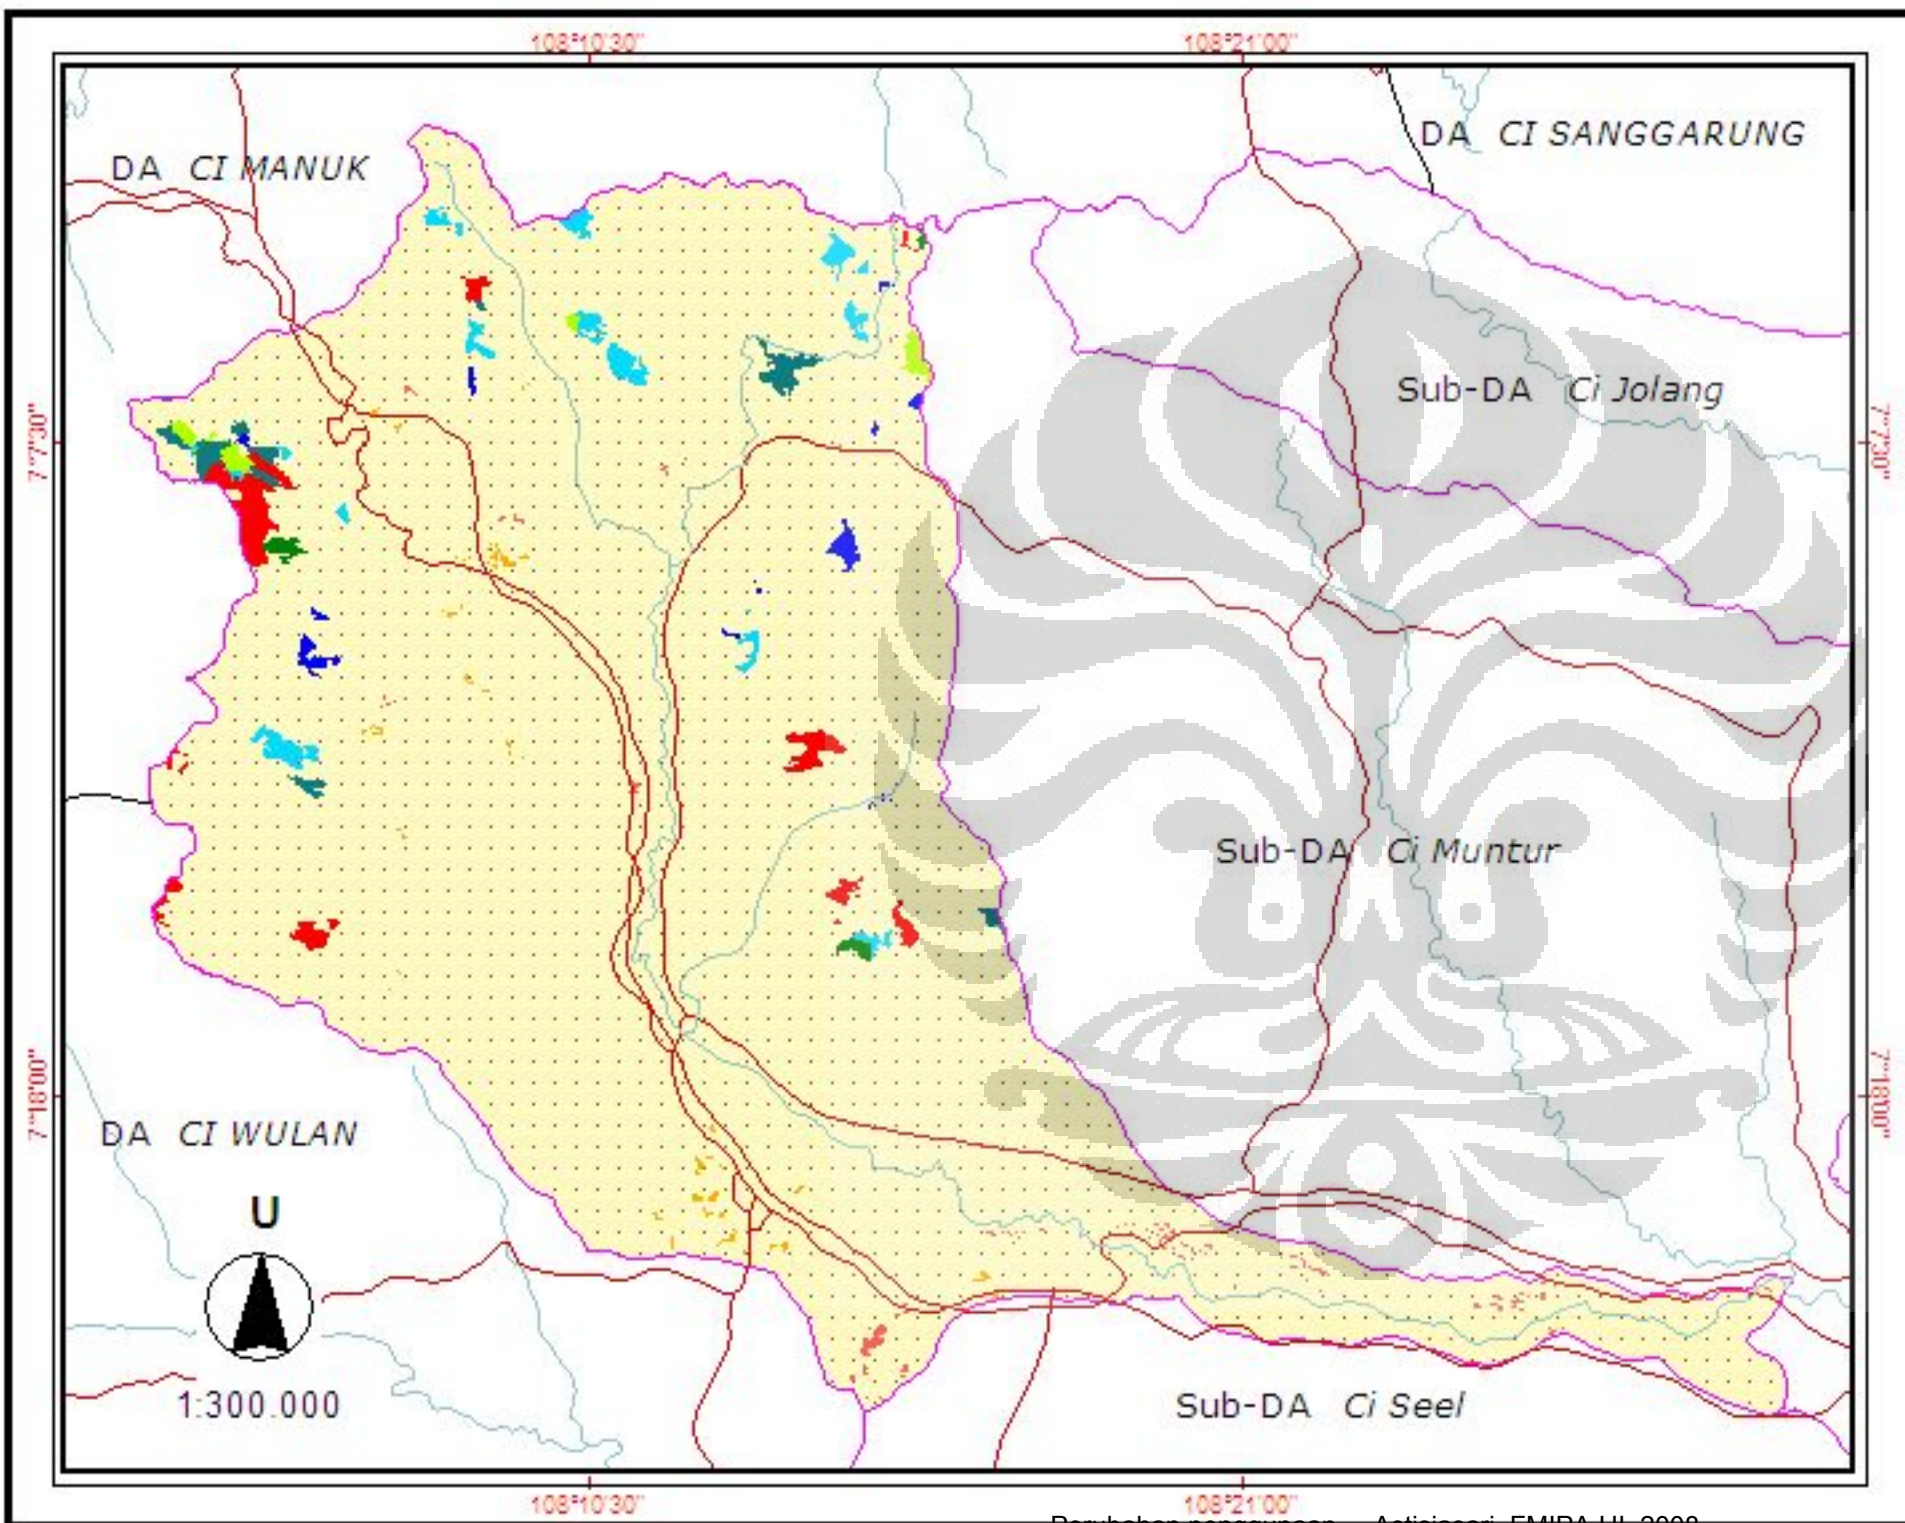 108°10'30" 108°21'00"
DA CI SANGGARUNG
DA CI MANUK
Sub-DA Ci Jolang
7°7'30" 7°7'30"
Sub-DA Ci Muntur
7°18'00" 7°18'00"
DA CI WULAN
U
1:300.000
Sub-DA Ci Seel
108°10'30" 108°21'00"